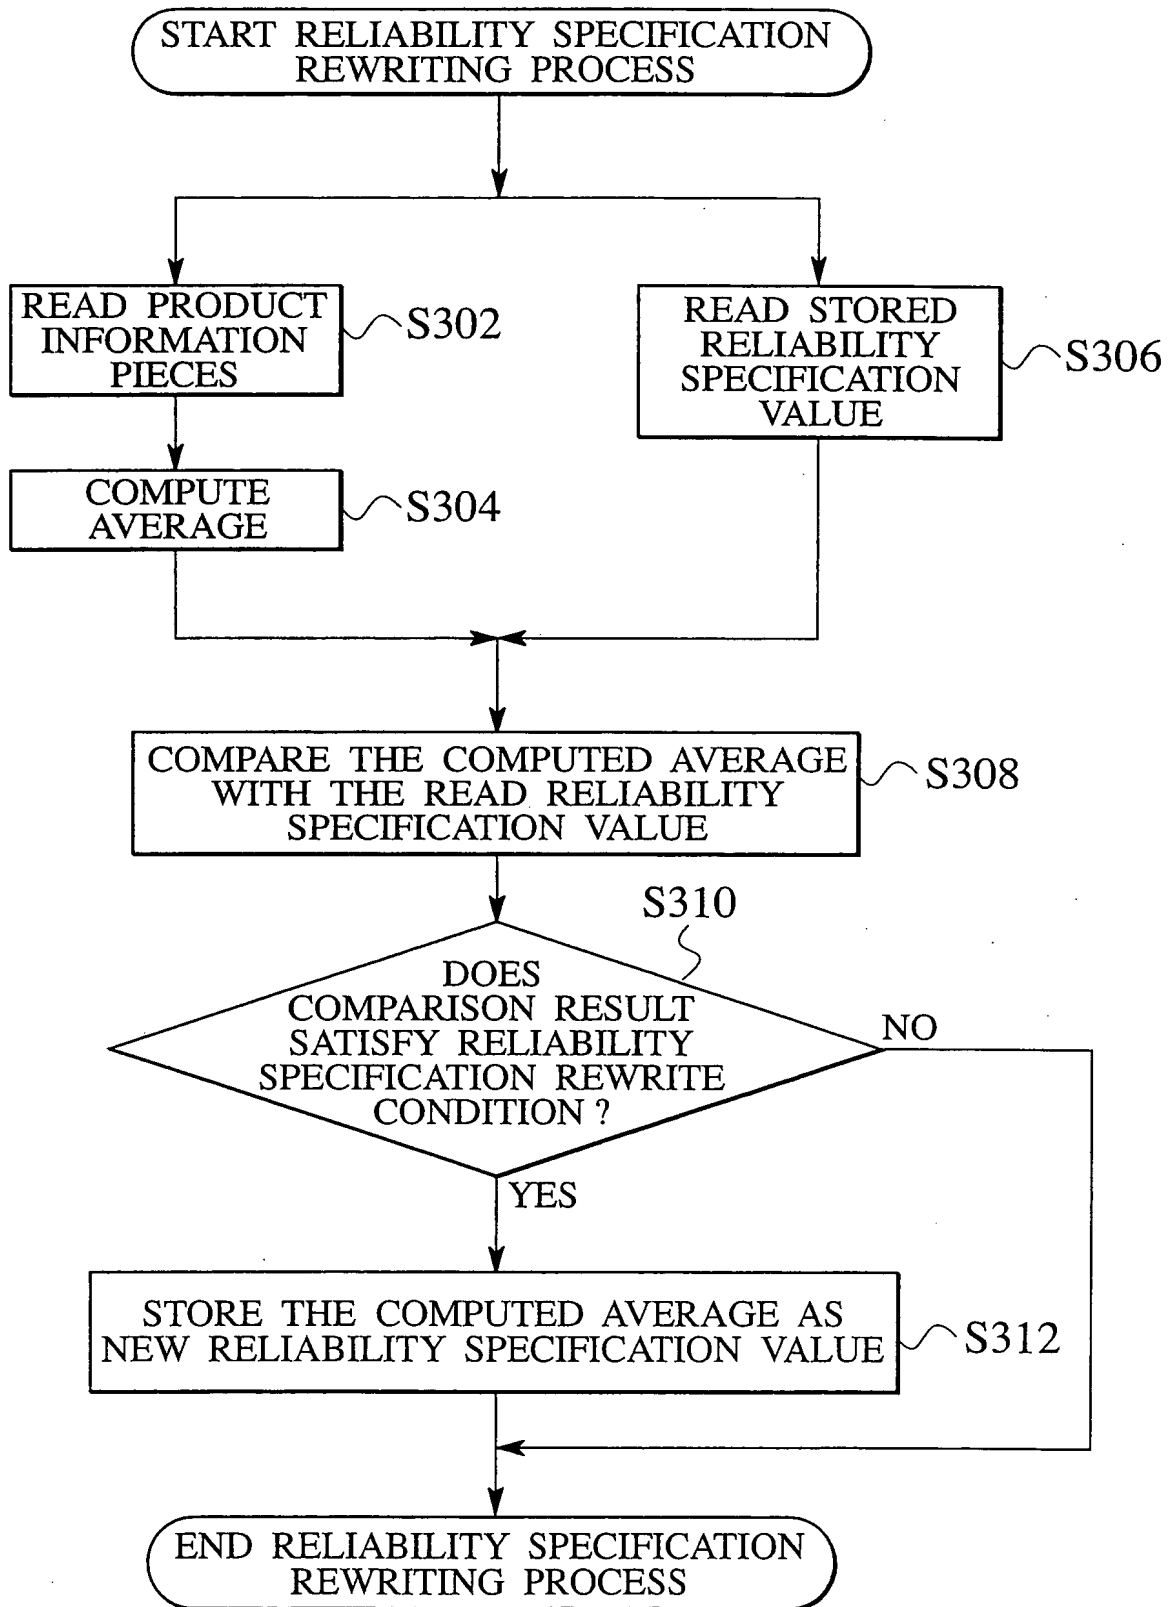 START RELIABILITY SPECIFICATION
REWRITING PROCESS
READ PRODUCT
INFORMATION
PIECES
S302
READ STORED
RELIABILITY
SPECIFICATION
VALUE
S306
COMPUTE
AVERAGE
S304
COMPARE THE COMPUTED AVERAGE
WITH THE READ RELIABILITY
SPECIFICATION VALUE
S308
S310
DOES
COMPARISON RESULT
SATISFY RELIABILITY
SPECIFICATION REWRITE
CONDITION ?
NO
YES
STORE THE COMPUTED AVERAGE AS
NEW RELIABILITY SPECIFICATION VALUE
S312
END RELIABILITY SPECIFICATION
REWRITING PROCESS